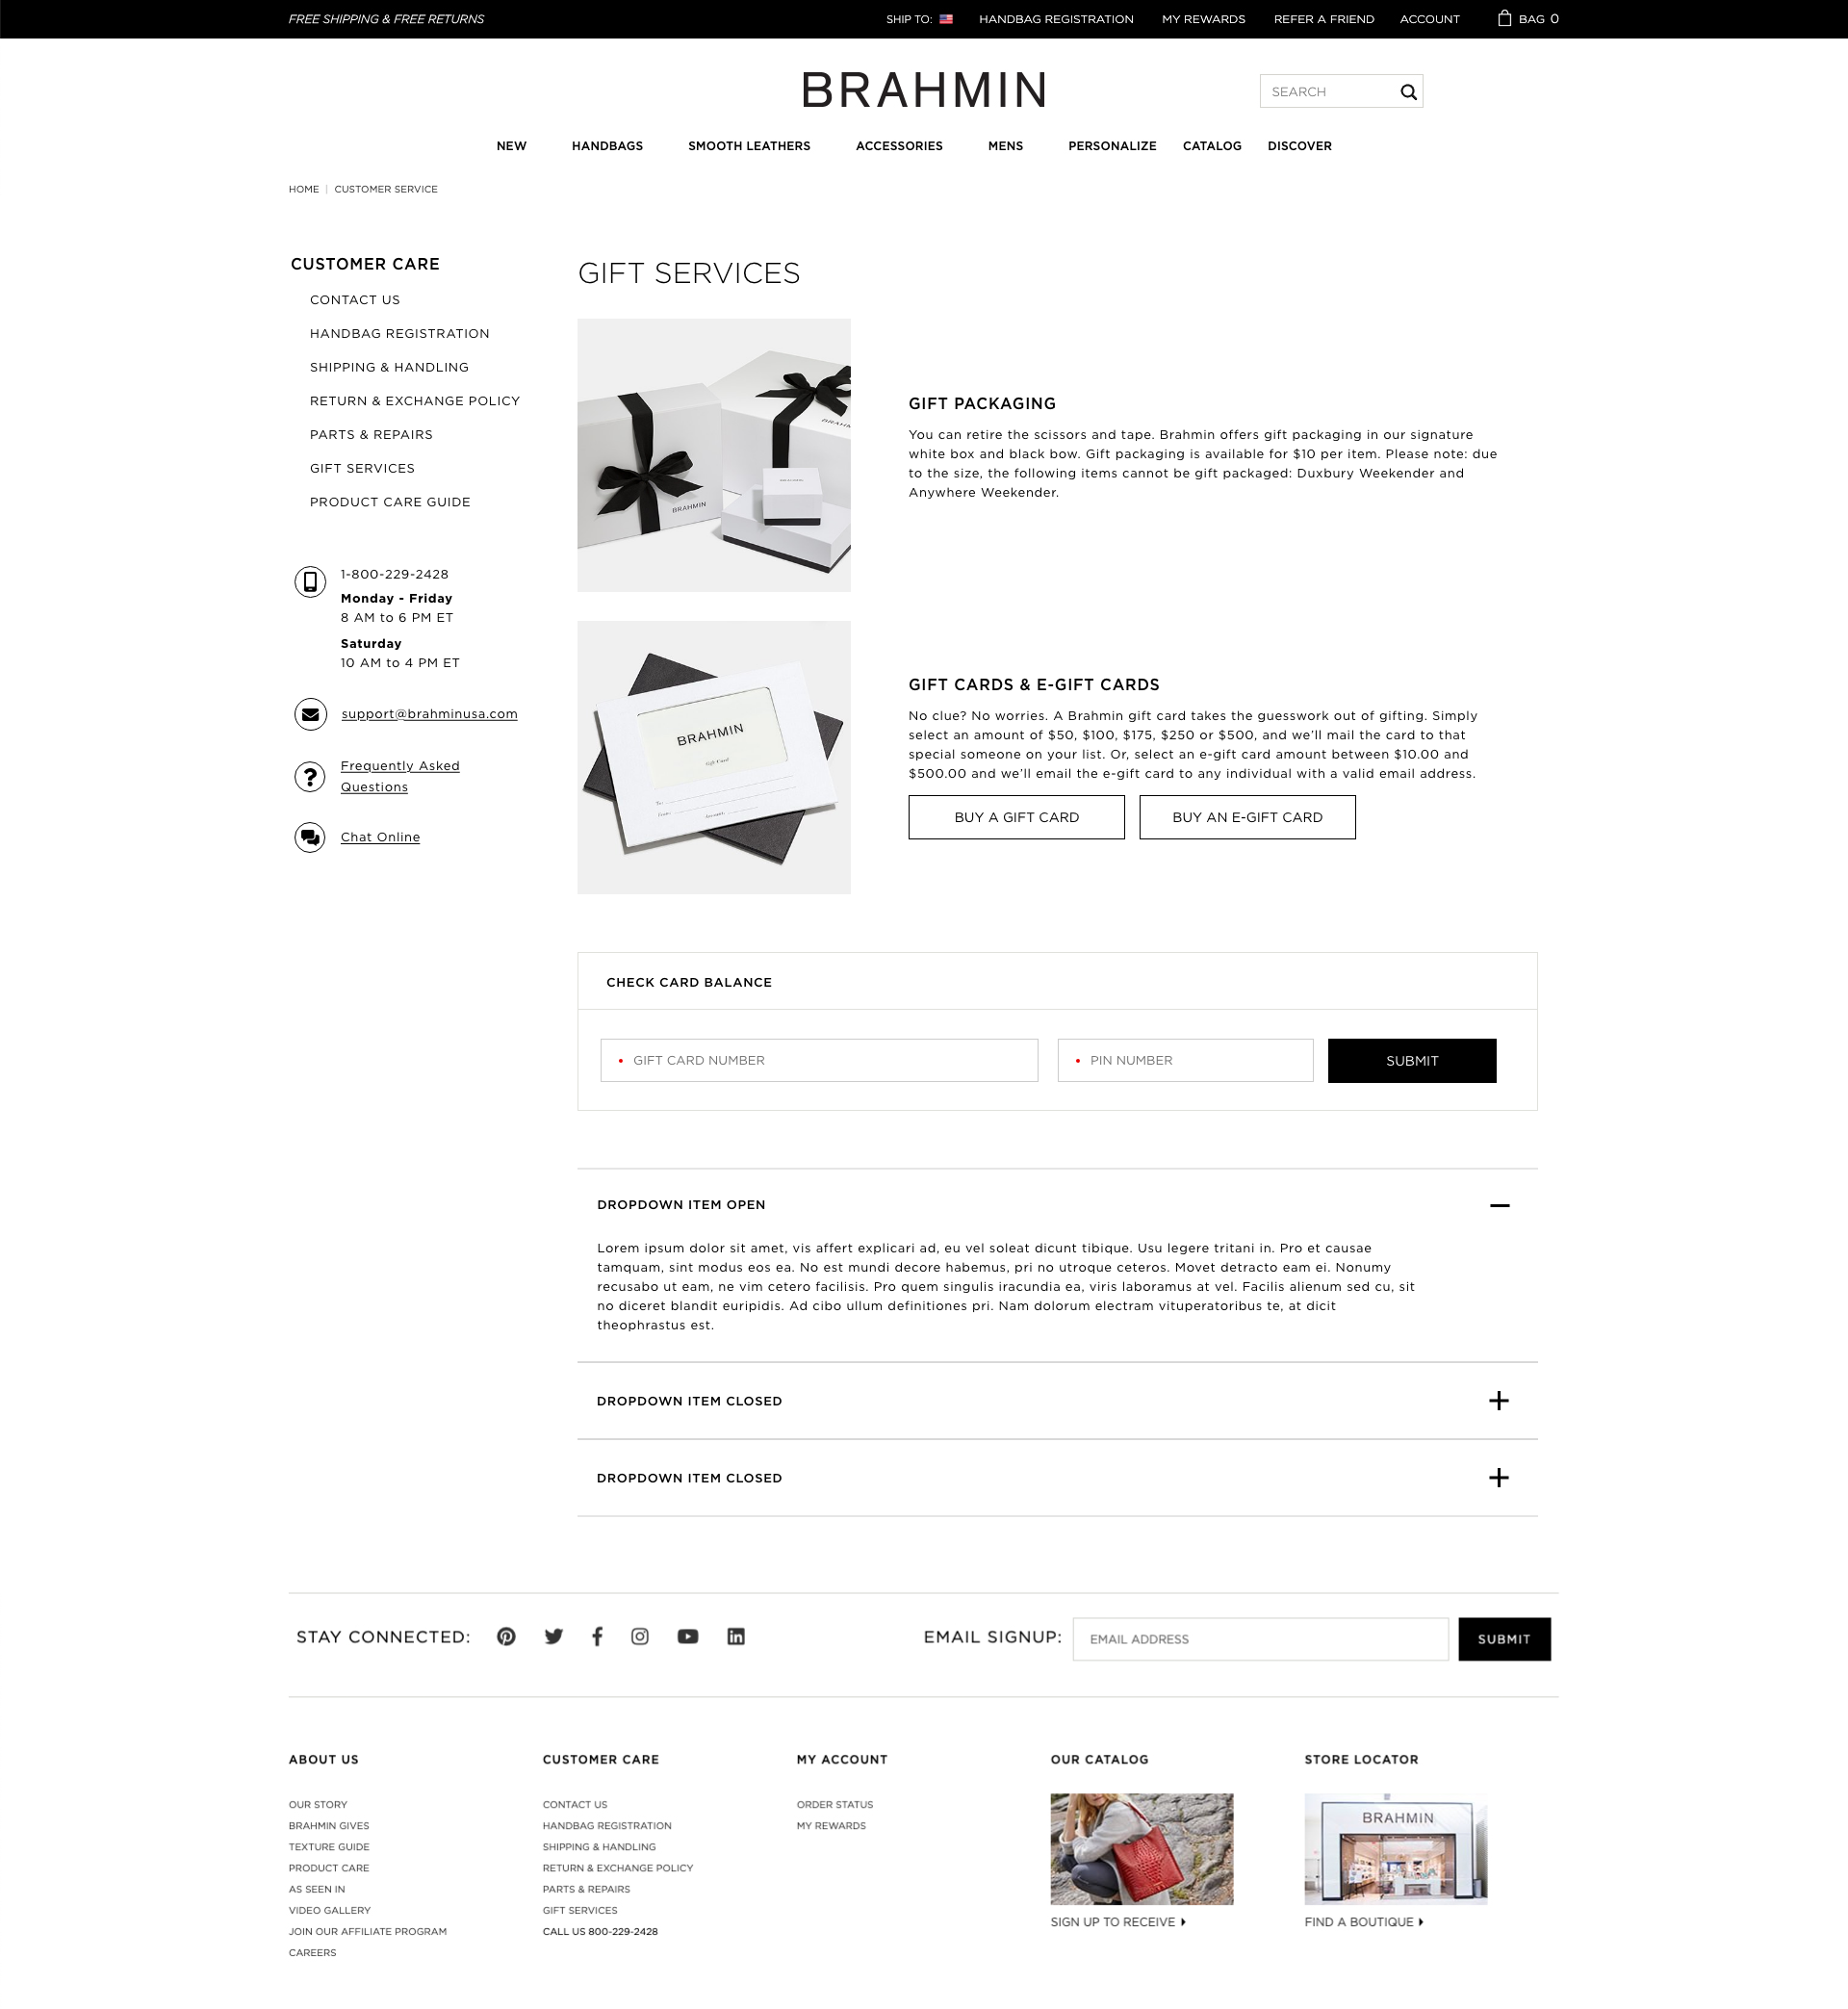 FREE SHIPPING & FREE RETURNS
SHIP TO: HANDBAG REGISTRATION MY REWARDS REFER A FRIEND ACCOUNT BAG 0
BRAHMIN
SEARCH
NEW HANDBAGS SMOOTH LEATHERS ACCESSORIES MENS PERSONALIZE CATALOG DISCOVER
HOME | CUSTOMER SERVICE
CUSTOMER CARE
CONTACT US
HANDBAG REGISTRATION
SHIPPING & HANDLING
RETURN & EXCHANGE POLICY
PARTS & REPAIRS
GIFT SERVICES
PRODUCT CARE GUIDE
1-800-229-2428
Monday - Friday
8 AM to 6 PM ET
Saturday
10 AM to 4 PM ET
support@brahminusa.com
Frequently Asked
Questions
Chat Online
GIFT SERVICES
BRAHMIN
GIFT PACKAGING
You can retire the scissors and tape. Brahmin offers gift packaging in our signature
white box and black bow. Gift packaging is available for $10 per item. Please note: due
to the size, the following items cannot be gift packaged: Duxbury Weekender and
Anywhere Weekender.
BRAHMIN
Gift Card
GIFT CARDS & E-GIFT CARDS
No clue? No worries. A Brahmin gift card takes the guesswork out of gifting. Simply
select an amount of $50, $100, $175, $250 or $500, and we’ll mail the card to that
special someone on your list. Or, select an e-gift card amount between $10.00 and
$500.00 and we’ll email the e-gift card to any individual with a valid email address.
BUY A GIFT CARD BUY AN E-GIFT CARD
CHECK CARD BALANCE
• GIFT CARD NUMBER • PIN NUMBER SUBMIT
DROPDOWN ITEM OPEN
Lorem ipsum dolor sit amet, vis affert explicari ad, eu vel soleat dicunt tibique. Usu legere tritani in. Pro et causae
tamquam, sint modus eos ea. No est mundi decore habemus, pri no utroque ceteros. Movet detracto eam ei. Nonumy
recusabo ut eam, ne vim cetero facilisis. Pro quem singulis iracundia ea, viris laboramus at vel. Facilis alienum sed cu, sit
no diceret blandit euripidis. Ad cibo ullum definitiones pri. Nam dolorum electram vituperatoribus te, at dicit
theophrastus est.
DROPDOWN ITEM CLOSED
DROPDOWN ITEM CLOSED
STAY CONNECTED:
EMAIL SIGNUP: EMAIL ADDRESS SUBMIT
ABOUT US
OUR STORY
BRAHMIN GIVES
TEXTURE GUIDE
PRODUCT CARE
AS SEEN IN
VIDEO GALLERY
JOIN OUR AFFILIATE PROGRAM
CAREERS
CUSTOMER CARE
CONTACT US
HANDBAG REGISTRATION
SHIPPING & HANDLING
RETURN & EXCHANGE POLICY
PARTS & REPAIRS
GIFT SERVICES
CALL US 800-229-2428
MY ACCOUNT
ORDER STATUS
MY REWARDS
OUR CATALOG
SIGN UP TO RECEIVE
STORE LOCATOR
BRAHMIN
FIND A BOUTIQUE